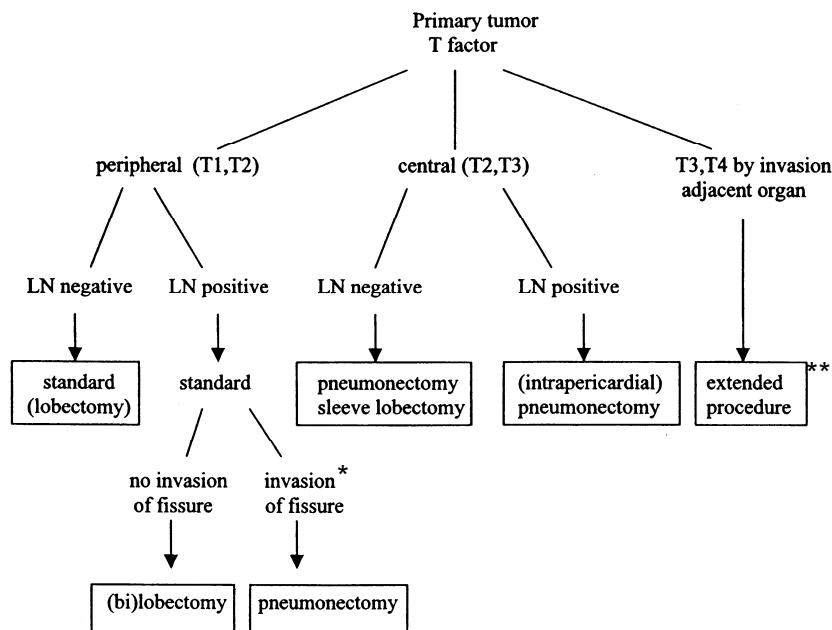 Primary tumor
T factor
peripheral (T1,T2)
central (T2,T3)
T3,T4 by invasion
adjacent organ
LN negative
LN positive
LN negative
LN positive
standard
(lobectomy)
standard
pneumonectomy
sleeve lobectomy
(intrapericardial)
pneumonectomy
extended
procedure
**
no invasion
of fissure
invasion *
of fissure
(bi)lobectomy
pneumonectomy